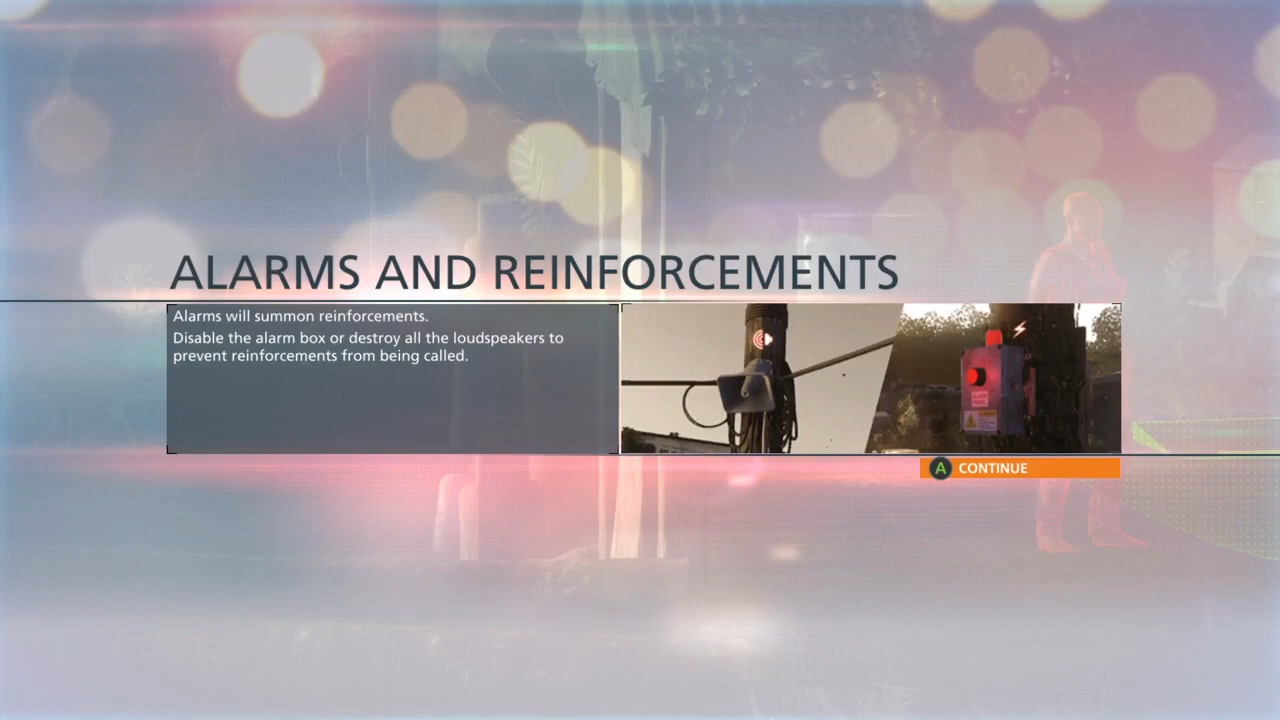 ALARMS AND REINFORCEMENTS
Alarms will summon reinforcements.
Disable the alarm box or destroy all the loudspeakers to
prevent reinforcements from being called.
A CONTINUE